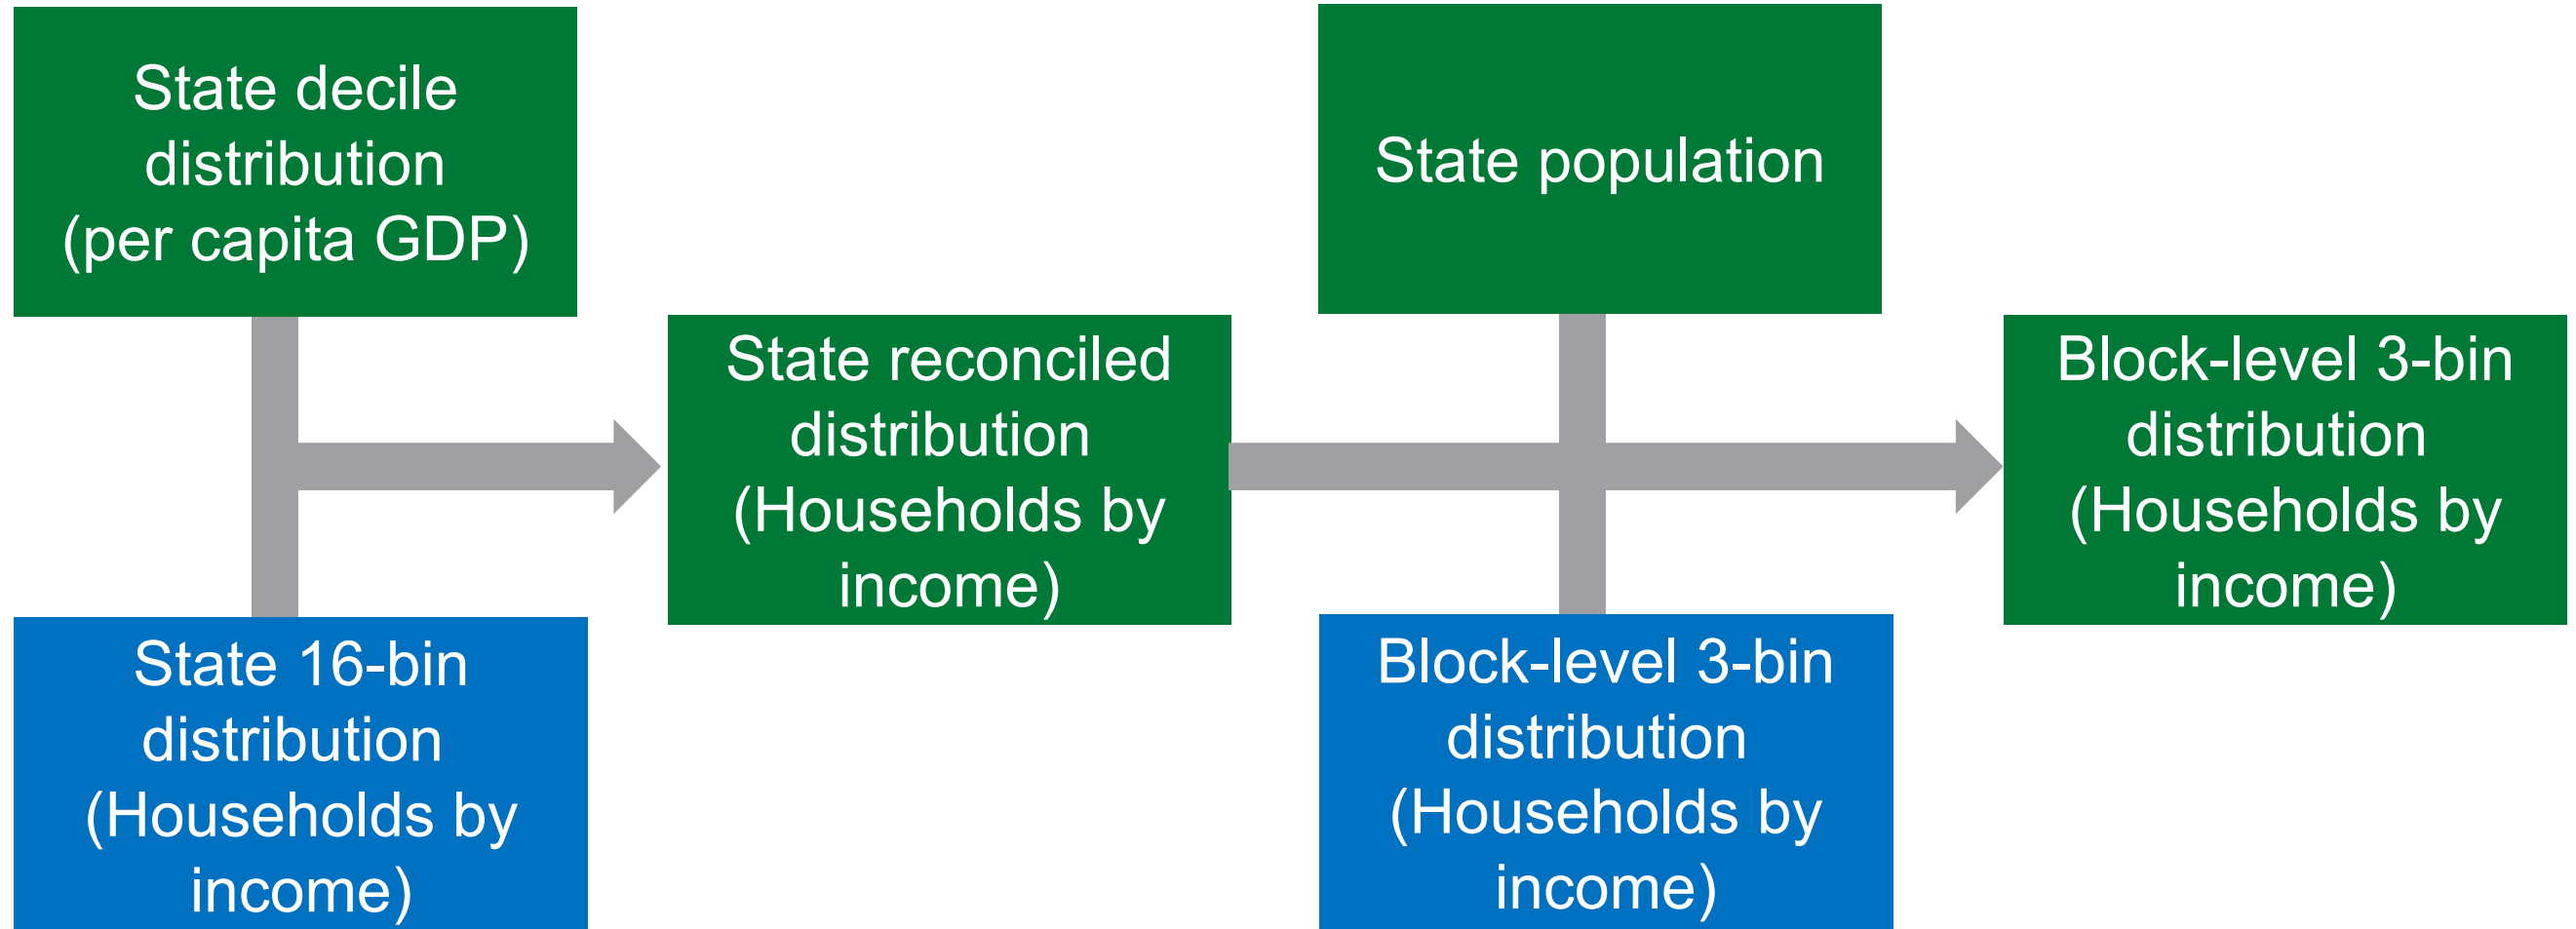 State decile
distribution
(per capita GDP)
State 16-bin
distribution
(Households by
income)
State reconciled
distribution
(Households by
income)
State population
Block-level 3-bin
distribution
(Households by
income)
Block-level 3-bin
distribution
(Households by
income)